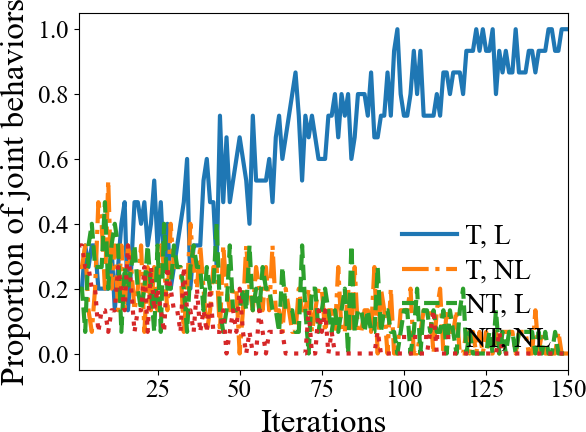 Proportion of joint behaviors
1.0
0.8
0.6
0.4
0.2
0.0
T, L
T, NL
NT, L
NT, NL
25
50
75
100
125
150
Iterations